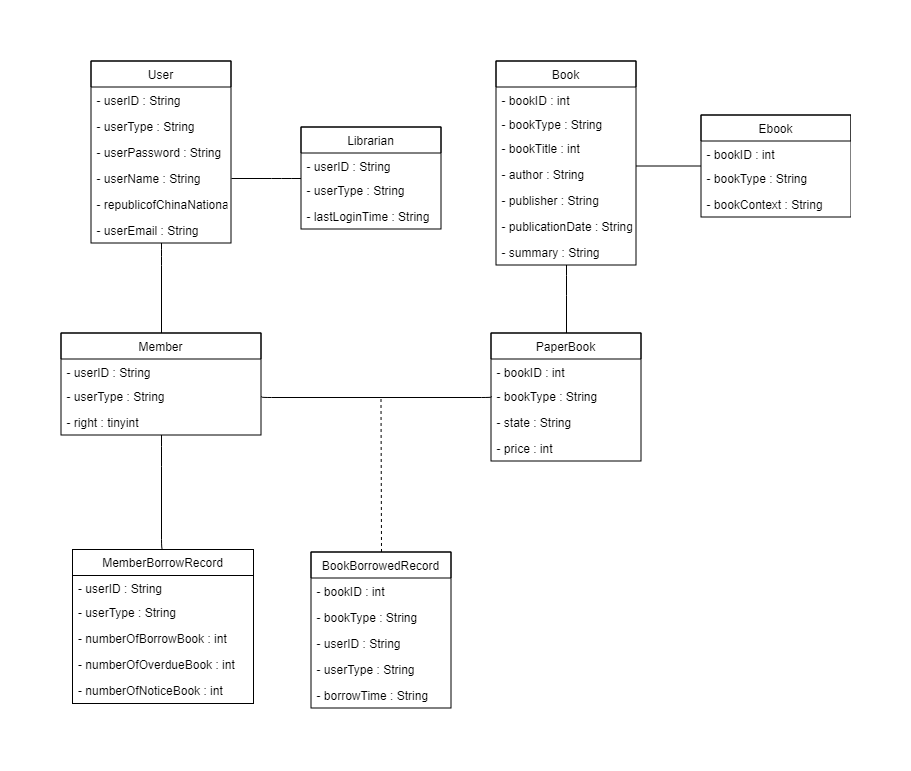 User
- userID : String
- userType : String
- userPassword : String
- userName : String
- republicofChinaNationa
- userEmail : String
Librarian
- userID : String
- userType : String
- lastLoginTime : String
Book
- bookID : int
- bookType : String
- bookTitle : int
- author : String
- publisher : String
- publicationDate : String
- summary : String
Ebook
- bookID : int
- bookType : String
- bookContext : String
Member
- userID : String
- userType : String
- right : tinyint
PaperBook
- bookID : int
- bookType : String
- state : String
- price : int
MemberBorrowRecord
- userID : String
- userType : String
- numberOfBorrowBook : int
- numberOfOverdueBook : int
- numberOfNoticeBook : int
BookBorrowedRecord
- bookID : int
- bookType : String
- userID : String
- userType : String
- borrowTime : String